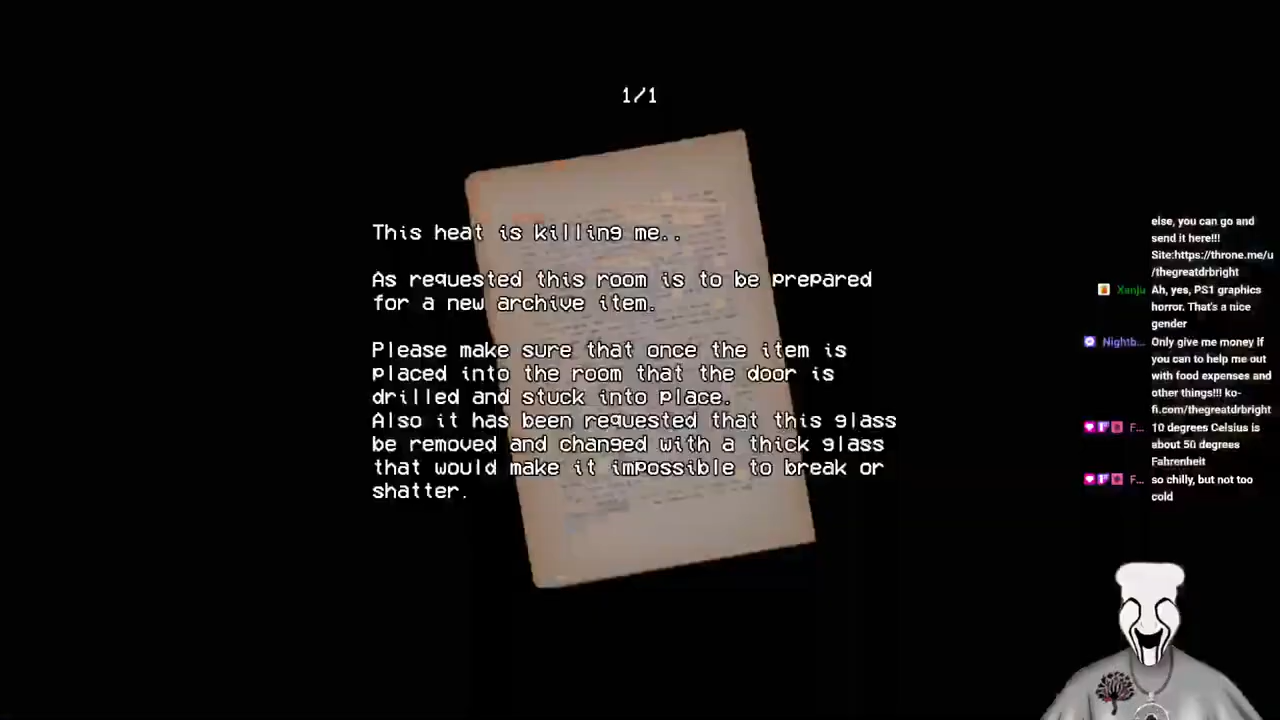 1/1
This heat is killing me..
As requested this room is to be prepared
for a new archive item.
Please make sure that once the item is
placed into the room that the door is
drilled and stuck into place.
Also it has been requested that this glass
be removed and changed with a thick glass
that would make it impossible to break or
shatter.
else, you can go and
send it here!!!
Site:https://throne.me/u
/thegreatdrbright
Xanju Ah, yes, PS1 graphics
horror. That's a nice
gender
Nightb... Only give me money if
you can to help me out
with food expenses and
other things!!! ko-
fi.com/thegreatdrbright
F... 10 degrees Celsius is
about 50 degrees
Fahrenheit
F... so chilly, but not too
cold